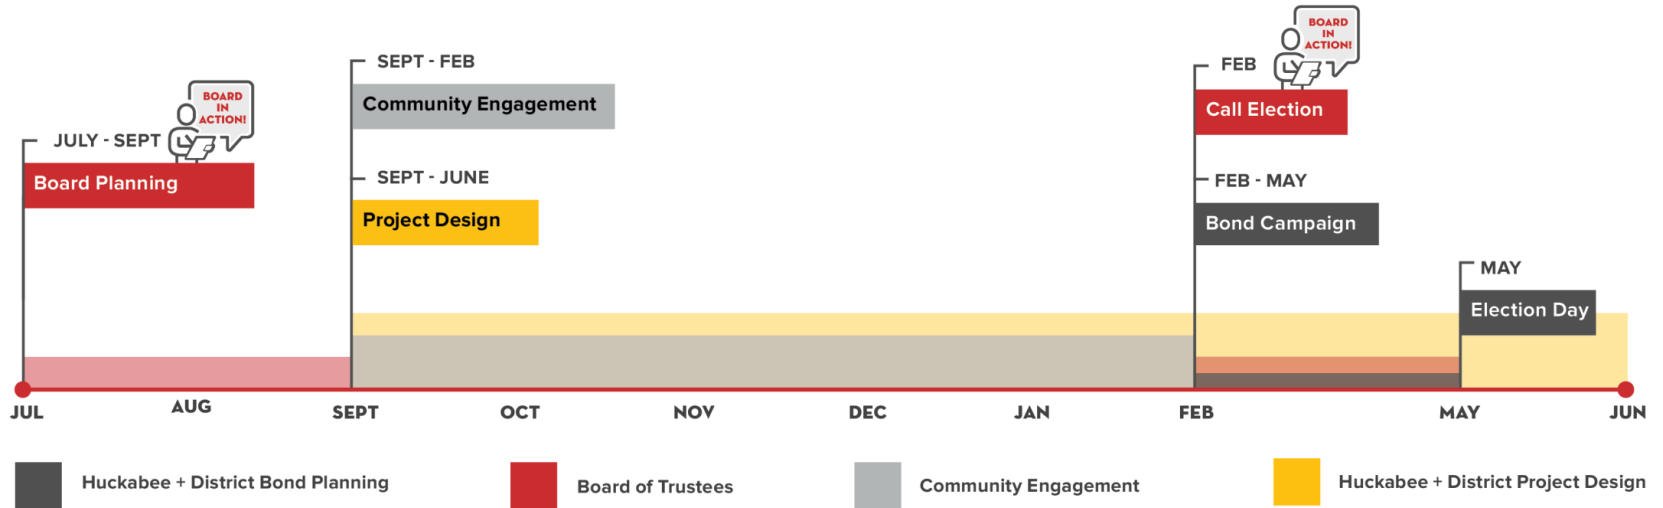 BOARD
IN
ACTION!
JULY - SEPT
Board Planning
SEPT - FEB
Community Engagement
SEPT - JUNE
Project Design
BOARD
IN
ACTION!
FEB
Call Election
FEB - MAY
Bond Campaign
MAY
Election Day
JUL
AUG
SEPT
OCT
NOV
DEC
JAN
FEB
MAY
JUN
Huckabee + District Bond Planning
Board of Trustees
Community Engagement
Huckabee + District Project Design